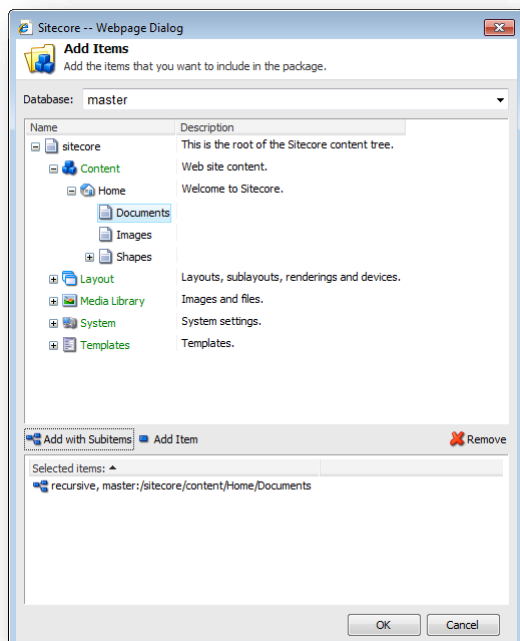 Sitecore -- Webpage Dialog
Add Items
Add the items that you want to include in the package.
Database: master
Name Description
sitecore This is the root of the Sitecore content tree.
Content Web site content.
Home Welcome to Sitecore.
Documents
Images
Shapes
Layout Layouts, sublayouts, renderings and devices.
Media Library Images and files.
System System settings.
Templates Templates.
Add with Subitems Add Item Remove
Selected items:
recursive, master:/sitecore/content/Home/Documents
OK Cancel